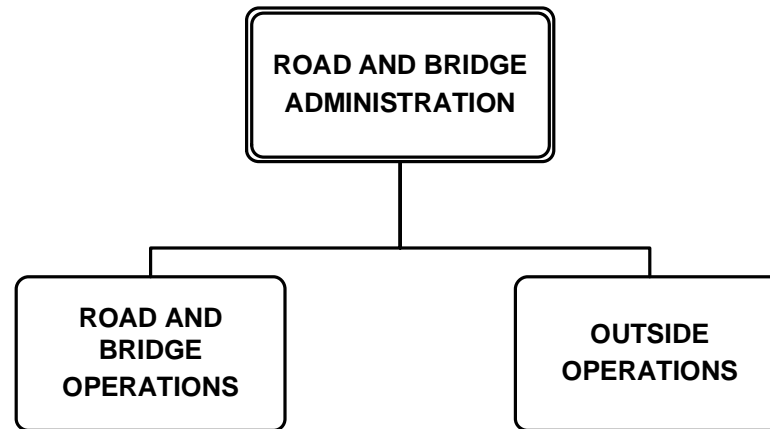 ROAD AND BRIDGE
ADMINISTRATION
ROAD AND
BRIDGE
OPERATIONS
OUTSIDE
OPERATIONS